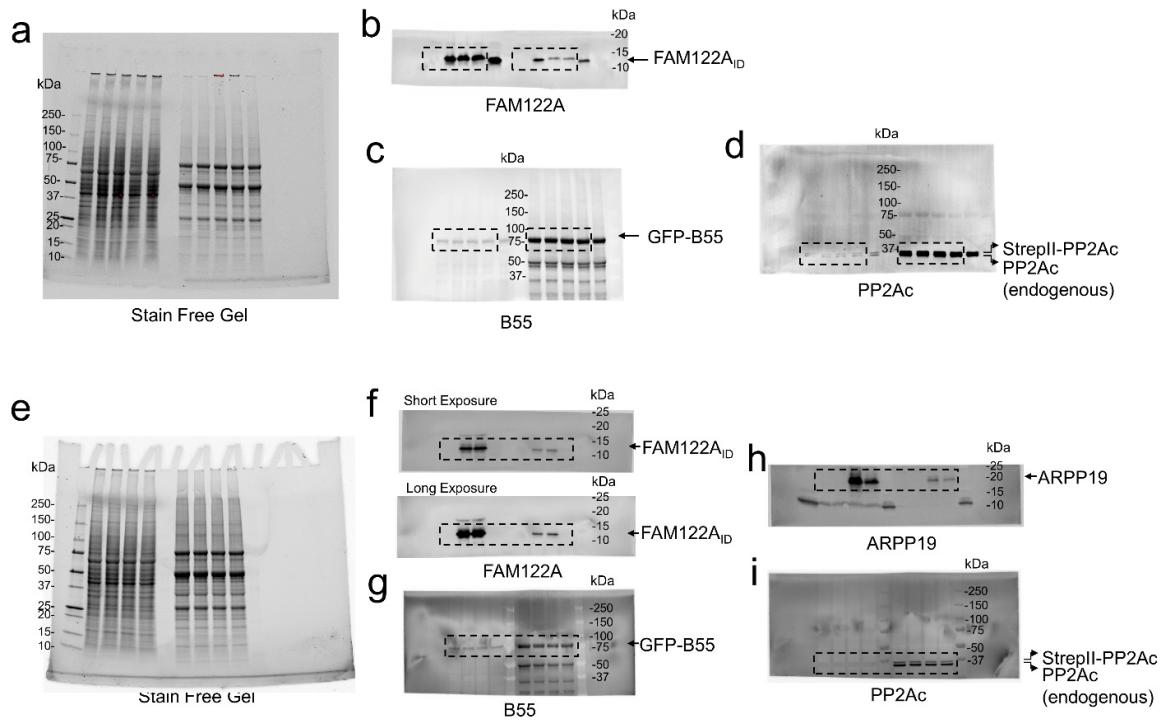 a
kDa
250-
150-
100-
75-
50-
37-
25-
20-
15-
10-
Stain Free Gel
b
kDa
-20
-15
-10
FAM122AID
FAM122A
c
kDa
250-
150-
100-
75-
50-
37-
GFP-B55
B55
d
kDa
250-
150-
100-
75-
50-
37-
StrepII-PP2Ac
PP2Ac
(endogenous)
PP2Ac
e
kDa
250-
150-
100-
75-
50-
37-
25-
20-
15-
10-
Stain Free Gel
f
Short Exposure
kDa
-25
-20
-15
-10
FAM122AID
Long Exposure
kDa
-25
-20
-15
-10
FAM122AID
FAM122A
g
kDa
-250
-150
-100
-75
-50
-37
GFP-B55
B55
h
kDa
-25
-20
-15
-10
ARPP19
ARPP19
i
kDa
-250
-150
-100
-75
-50
-37
StrepII-PP2Ac
PP2Ac
(endogenous)
PP2Ac